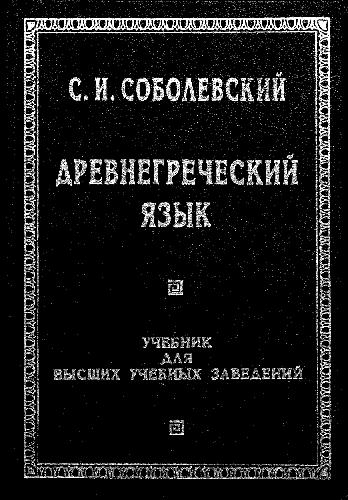 С. И. СОБОЛЕВСКИЙ
ДРЕВНЕГРЕЧЕСКИЙ
ЯЗЫК
УЧЕБНИК
ДЛЯ
ВЫСШИХ УЧЕБНЫХ ЗАВЕДЕНИЙ